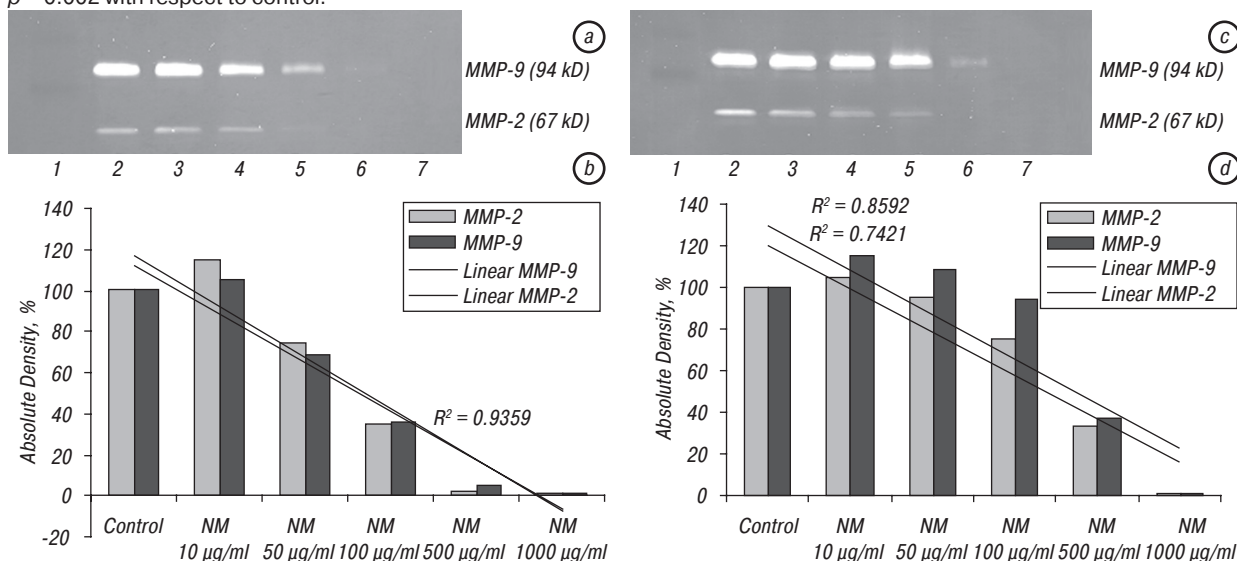 with respect to control.
a
MMP-9 (94 kD)
MMP-2 (67 kD)
1 2 3 4 5 6 7
b
140
120
100
80
60
40
20
0
-20
Absolute Density, %
MMP-2
MMP-9
Linear MMP-9
Linear MMP-2
R² = 0.9359
Control NM NM NM NM NM
10 µg/ml 50 µg/ml 100 µg/ml 500 µg/ml 1000 µg/ml
c
MMP-9 (94 kD)
MMP-2 (67 kD)
1 2 3 4 5 6 7
d
140
120
100
80
60
40
20
0
Absolute Density, %
R² = 0.8592
R² = 0.7421
MMP-2
MMP-9
Linear MMP-9
Linear MMP-2
Control NM NM NM NM NM
10 µg/ml 50 µg/ml 100 µg/ml 500 µg/ml 1000 µg/ml